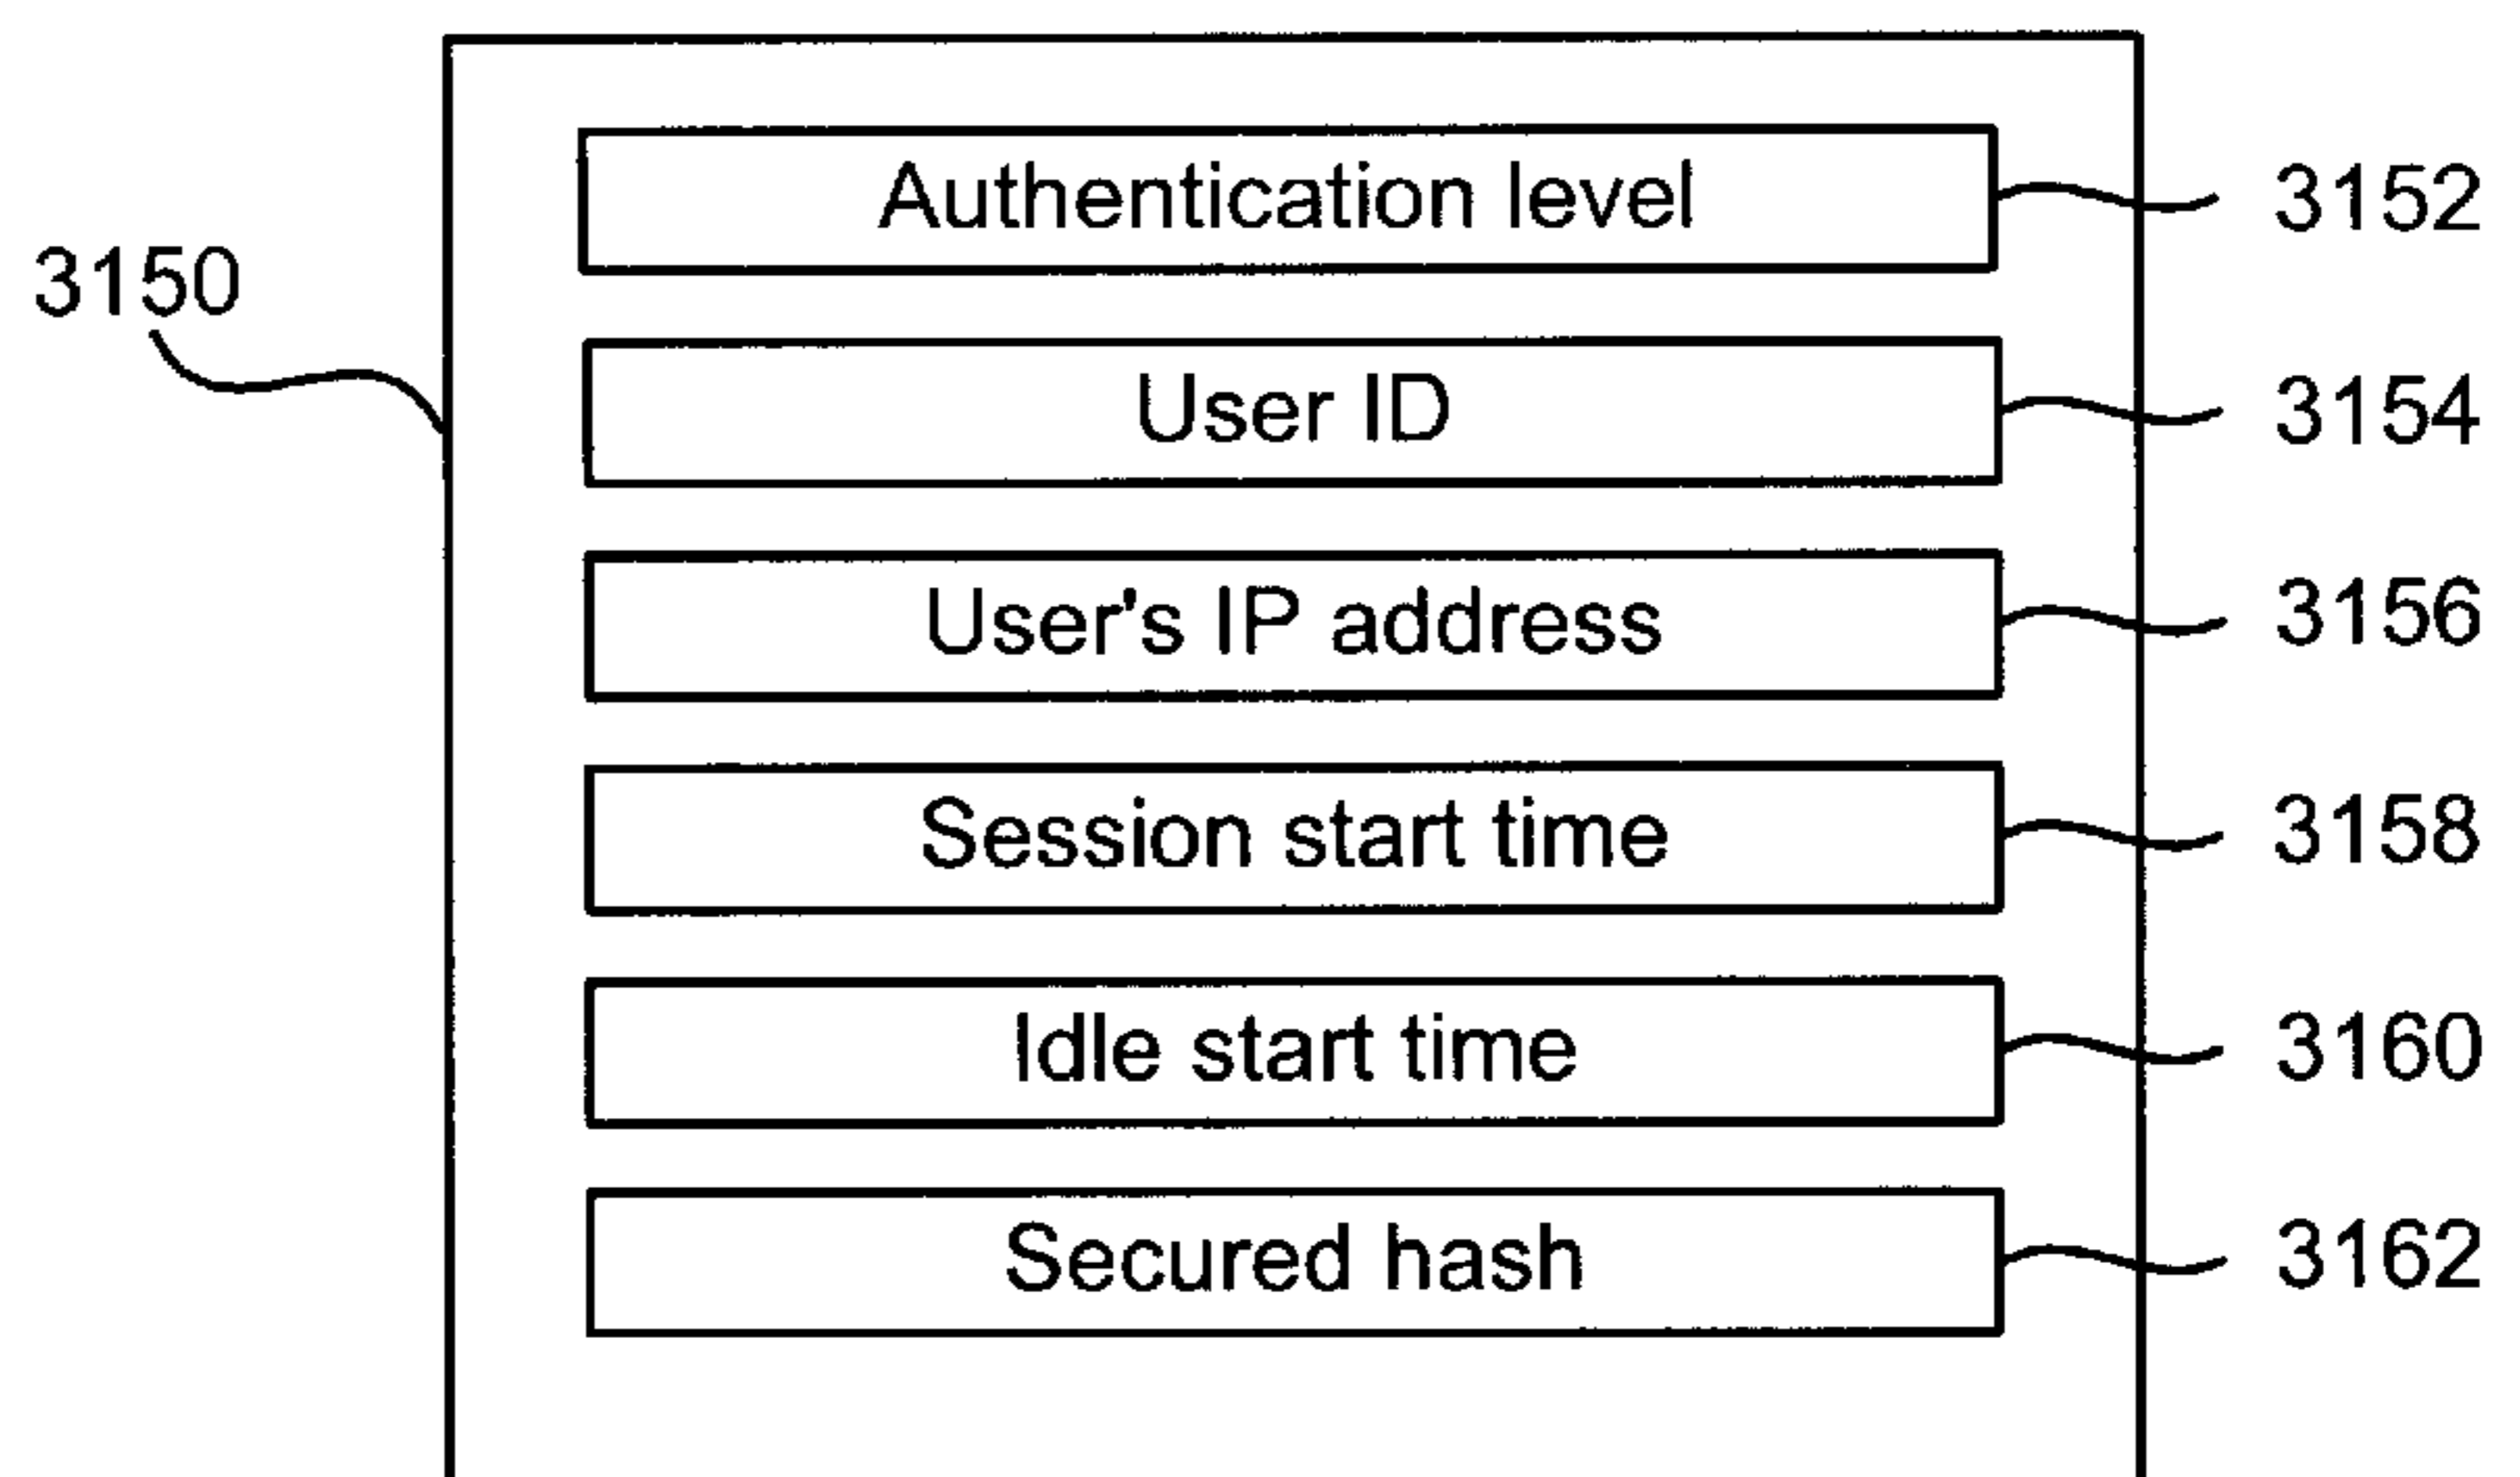 Authentication level
3152
3150
User ID
3154
User's IP address
3156
Session start time
3158
Idle start time
3160
Secured hash
3162